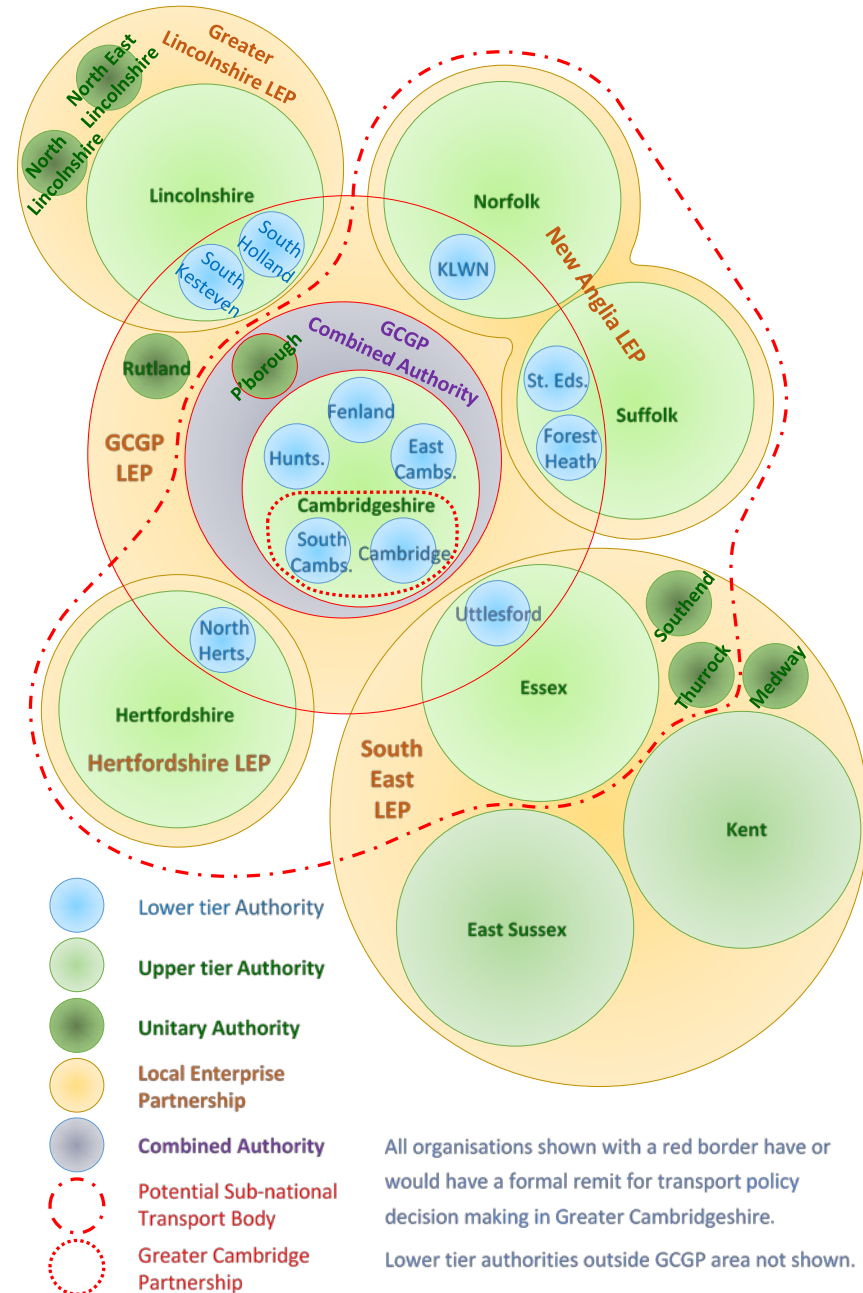 Greater
Lincolnshire LEP
North East
Lincolnshire
North
Lincolnshire
Lincolnshire
South
Holland
South
Kesteven
Norfolk
KLWN
New Anglia LEP
St. Eds.
Forest
Heath
Suffolk
Rutland
P'borough
GCGP
Combined Authority
GCGP
LEP
Fenland
Hunts.
East
Cambs.
Cambridgeshire
South
Cambs.
Cambridge
North
Herts.
Hertfordshire
Hertfordshire LEP
Uttlesford
Essex
Southend
Thurrock
Medway
South
East
LEP
Kent
East Sussex
Lower tier Authority
Upper tier Authority
Unitary Authority
Local Enterprise
Partnership
Combined Authority
Potential Sub-national
Transport Body
Greater Cambridge
Partnership
All organisations shown with a red border have or
would have a formal remit for transport policy
decision making in Greater Cambridgeshire.
Lower tier authorities outside GCGP area not shown.